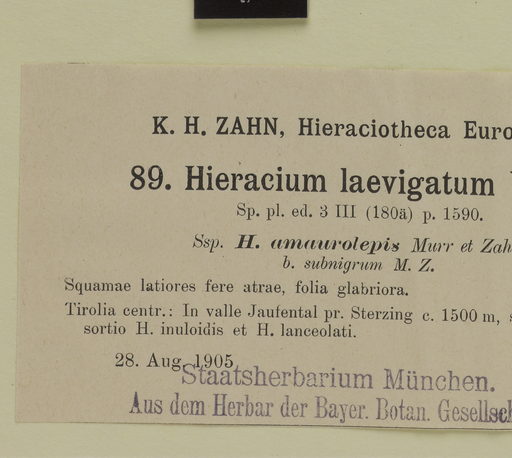 K. H. ZAHN, Hieraciotheca Euro
89. Hieracium laevigatum
Sp. pl. ed. 3 III (180ä) p. 1590.
Ssp. H. amaurolepis Murr et Zah
b. subnigrum M. Z.
Squamae latiores fere atrae, folia glabriora.
Tirolia centr.: In valle Jaufental pr. Sterzing c. 1500 m, s
sortio H. inuloidis et H. lanceolati.
28. Aug. 1905
Staatsherbarium München.
Aus dem Herbar der Bayer. Botan. Gesellsch